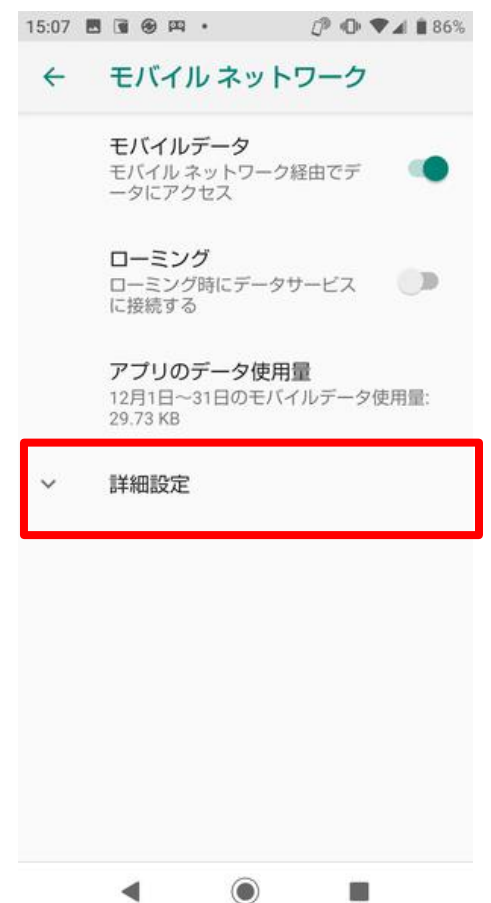 15:07 86%
モバイル ネットワーク
モバイルデータ
モバイル ネットワーク経由でデ
ータにアクセス
ローミング
ローミング時にデータサービス
に接続する
アプリのデータ使用量
12月1日～31日のモバイルデータ使用量:
29.73 KB
詳細設定